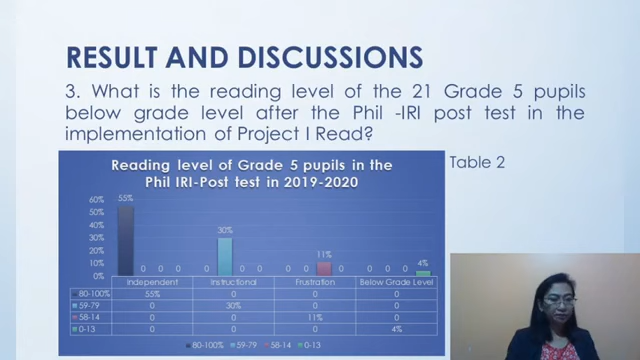 RESULT AND DISCUSSIONS
3. What is the reading level of the 21 Grade 5 pupils
below grade level after the Phil -IRI post test in the
implementation of Project I Read?
Table 2
Reading level of Grade 5 pupils in the
Phil IRI-Post test in 2019-2020
60%
50%
40%
30%
20%
10%
0%
55%
0 0 0
0
30%
0 0
0 0
11%
0
0 0 0
4%
Independent Instructional Frustration Below Grade Level
80-100% 55% 0 0 0
59-79 0 30% 0 0
58-14 0 0 11% 0
0-13 0 0 0 4%
80-100% 59-79 58-14 0-13